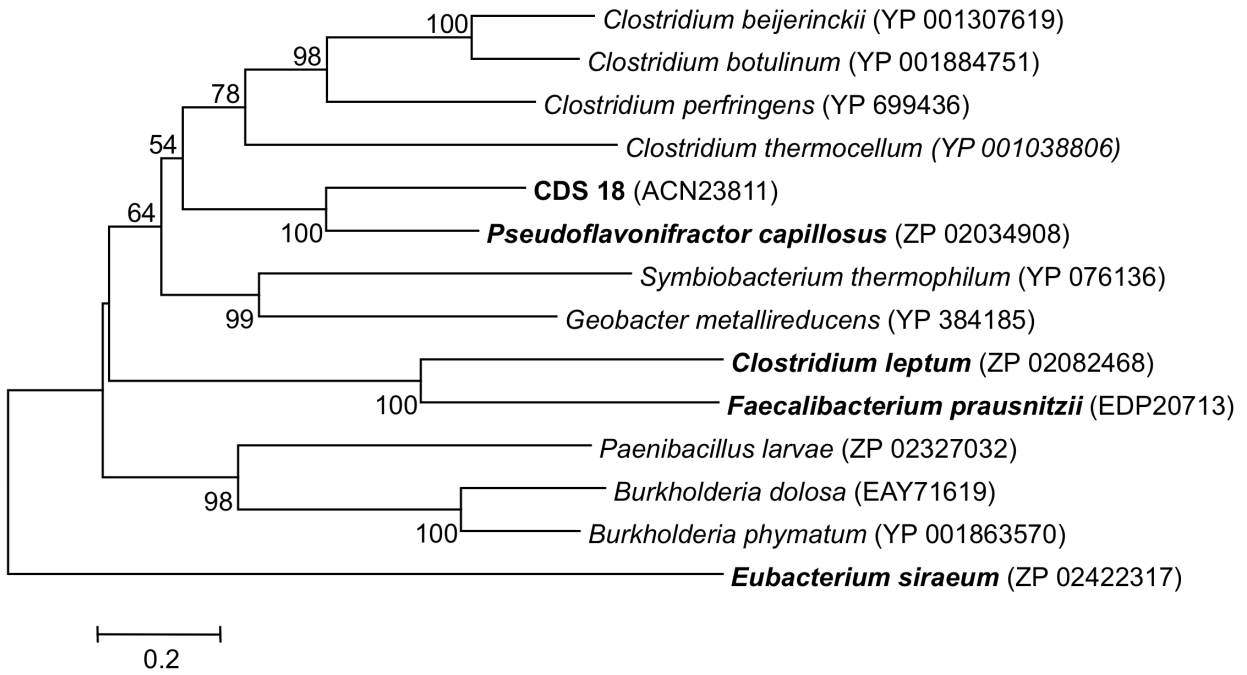 100 Clostridium beijerinckii (YP 001307619)
98 Clostridium botulinum (YP 001884751)
78 Clostridium perfringens (YP 699436)
54 Clostridium thermocellum (YP 001038806)
CDS 18 (ACN23811)
64 100 Pseudoflavonifractor capillosus (ZP 02034908)
Symbiobacterium thermophilum (YP 076136)
99 Geobacter metallireducens (YP 384185)
Clostridium leptum (ZP 02082468)
100 Faecalibacterium prausnitzii (EDP20713)
Paenibacillus larvae (ZP 02327032)
98 Burkholderia dolosa (EAY71619)
100 Burkholderia phymatum (YP 001863570)
Eubacterium siraeum (ZP 02422317)
0.2